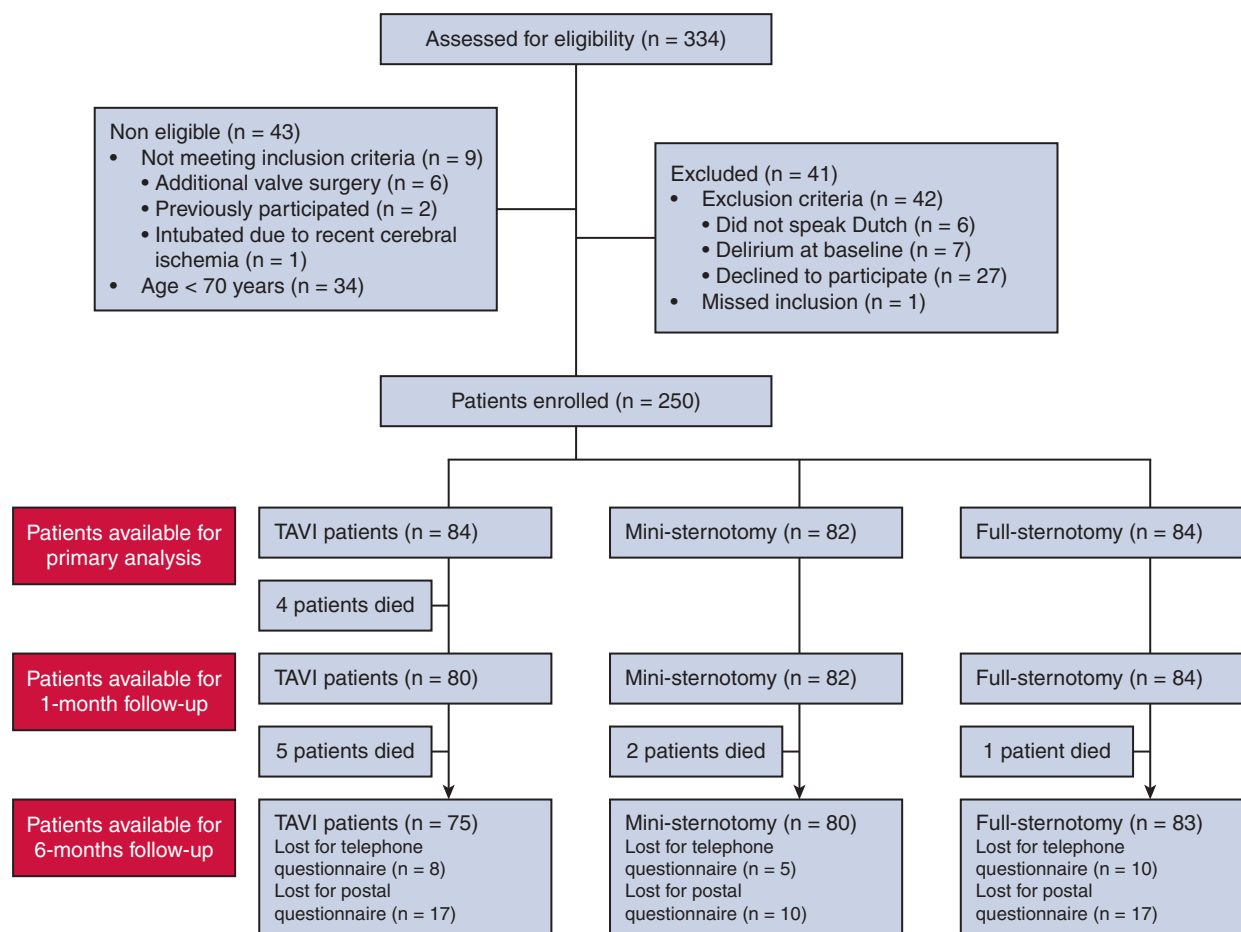 Assessed for eligibility (n = 334)
Non eligible (n = 43)
• Not meeting inclusion criteria (n = 9)
• Additional valve surgery (n = 6)
• Previously participated (n = 2)
• Intubated due to recent cerebral
ischemia (n = 1)
• Age < 70 years (n = 34)
Excluded (n = 41)
• Exclusion criteria (n = 42)
• Did not speak Dutch (n = 6)
• Delirium at baseline (n = 7)
• Declined to participate (n = 27)
• Missed inclusion (n = 1)
Patients enrolled (n = 250)
Patients available for
primary analysis
TAVI patients (n = 84)
Mini-sternotomy (n = 82)
Full-sternotomy (n = 84)
4 patients died
Patients available for
1-month follow-up
TAVI patients (n = 80)
Mini-sternotomy (n = 82)
Full-sternotomy (n = 84)
5 patients died
2 patients died
1 patient died
Patients available for
6-months follow-up
TAVI patients (n = 75)
Lost for telephone
questionnaire (n = 8)
Lost for postal
questionnaire (n = 17)
Mini-sternotomy (n = 80)
Lost for telephone
questionnaire (n = 5)
Lost for postal
questionnaire (n = 10)
Full-sternotomy (n = 83)
Lost for telephone
questionnaire (n = 10)
Lost for postal
questionnaire (n = 17)